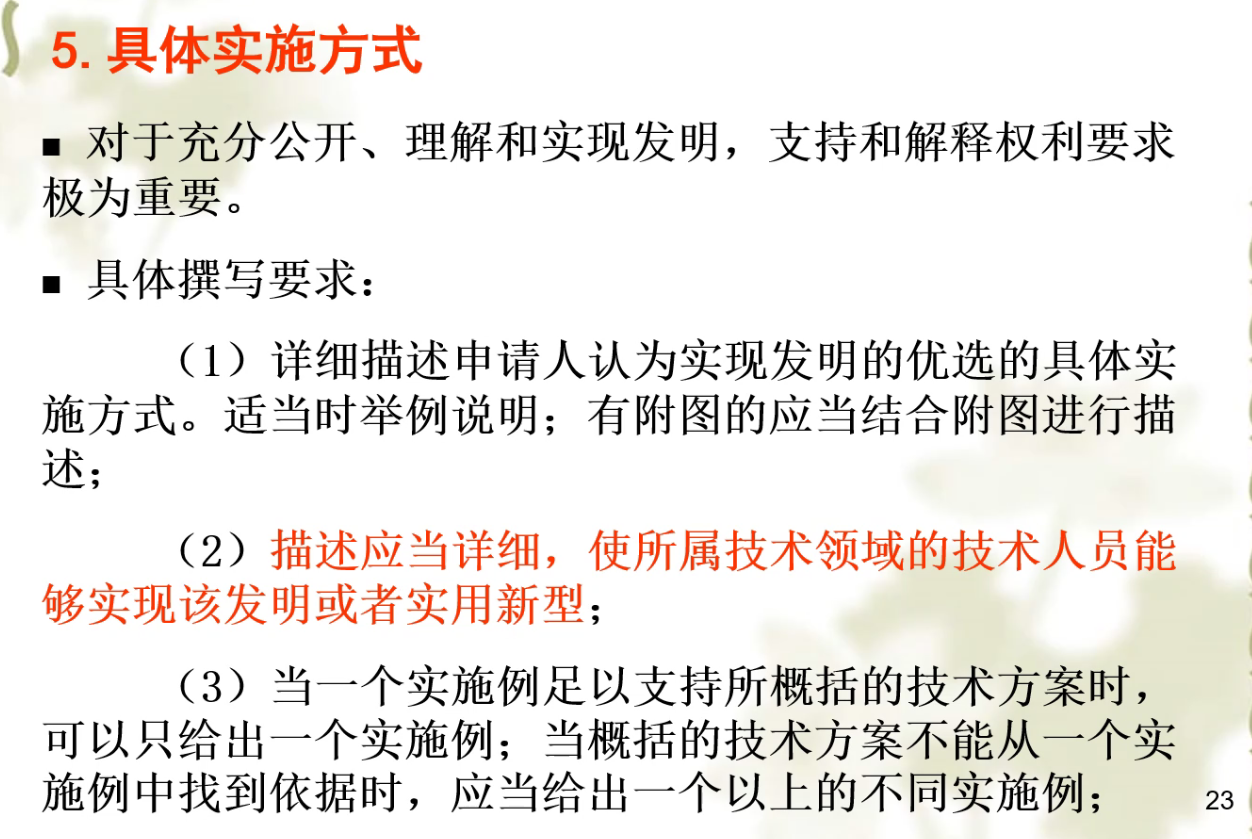 5. 具体实施方式
■ 对于充分公开、理解和实现发明，支持和解释权利要求
极为重要。
■ 具体撰写要求：
（1）详细描述申请人认为实现发明的优选的具体实
施方式。适当时举例说明；有附图的应当结合附图进行描
述；
（2）描述应当详细，使所属技术领域的技术人员能
够实现该发明或者实用新型；
（3）当一个实施例足以支持所概括的技术方案时，
可以只给出一个实施例；当概括的技术方案不能从一个实
施例中找到依据时，应当给出一个以上的不同实施例；
23